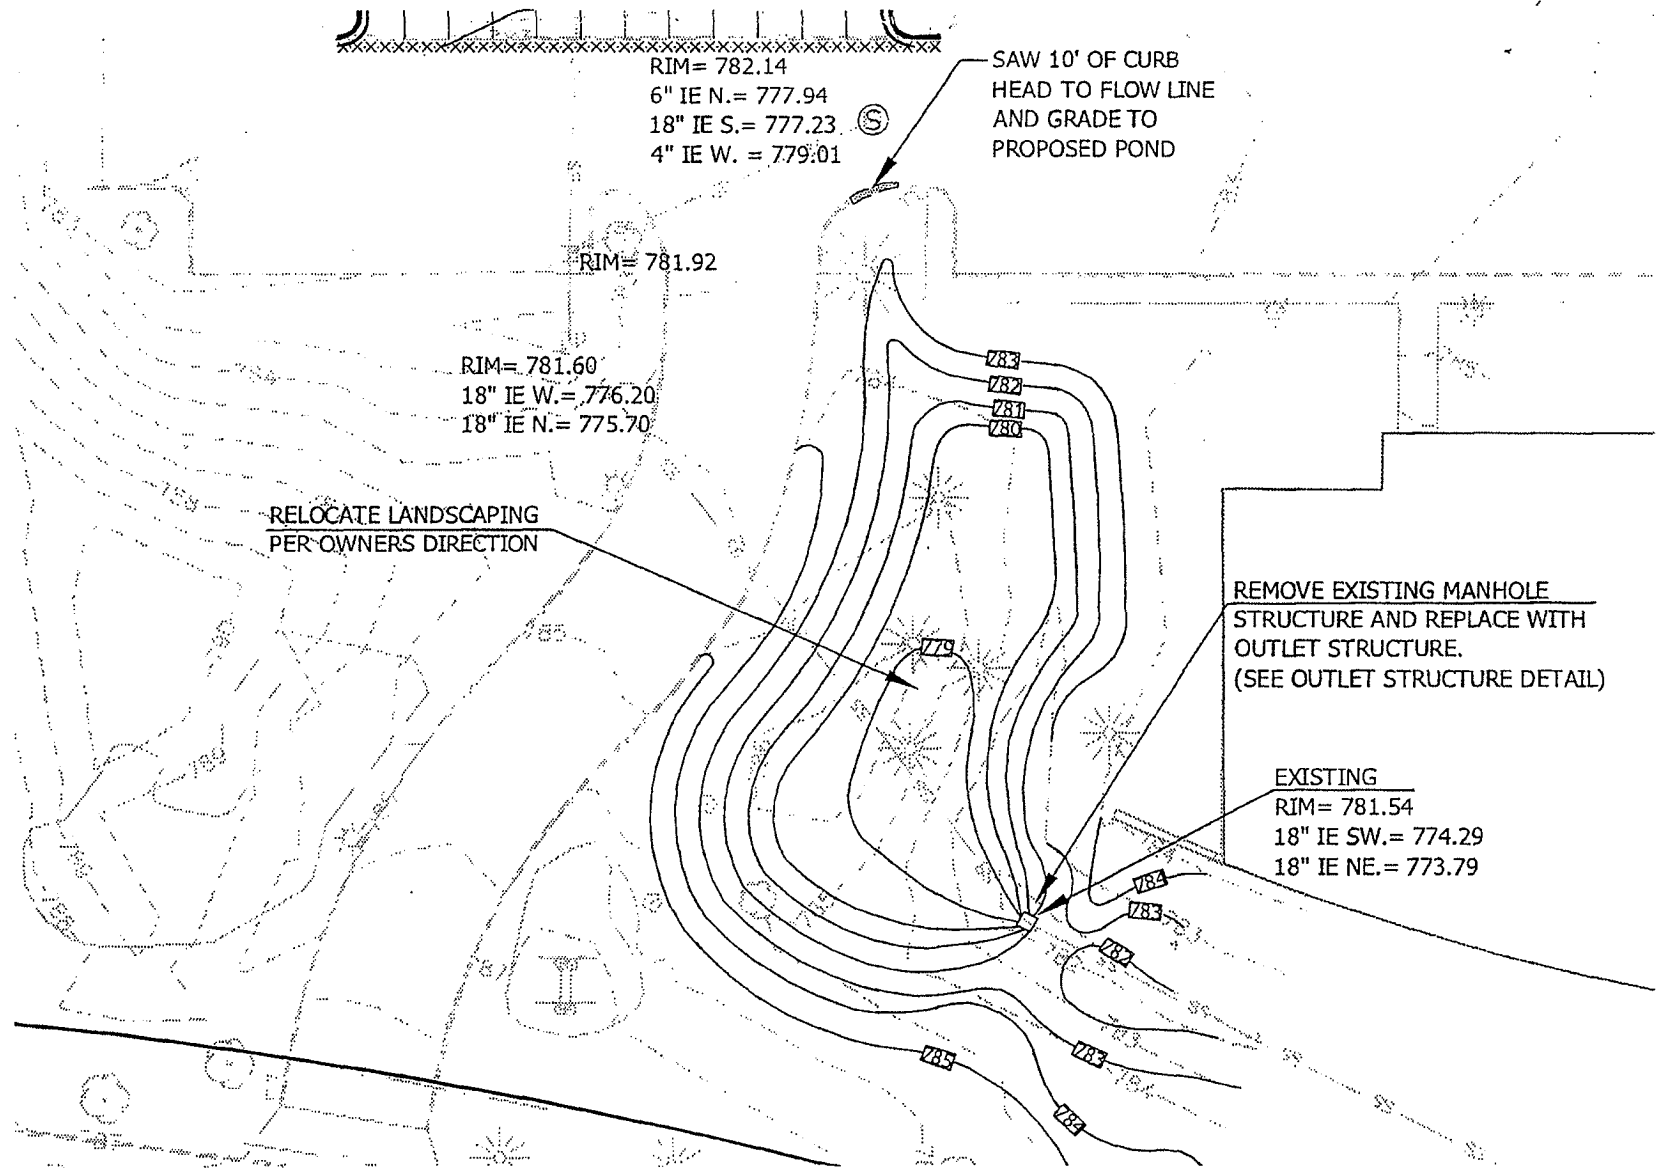 RIM= 782.14
6" IE N.= 777.94
18" IE S.= 777.23
4" IE W. = 779.01
S
SAW 10' OF CURB
HEAD TO FLOW LINE
AND GRADE TO
PROPOSED POND
RIM= 781.92
RIM= 781.60
18" IE W.= 776.20
18" IE N.= 775.70
783
782
781
780
784
RELOCATE LANDSCAPING
PER OWNERS DIRECTION
REMOVE EXISTING MANHOLE
STRUCTURE AND REPLACE WITH
OUTLET STRUCTURE.
(SEE OUTLET STRUCTURE DETAIL)
785
779
EXISTING
RIM= 781.54
18" IE SW.= 774.29
18" IE NE.= 773.79
784
783
782
785
783
784
784